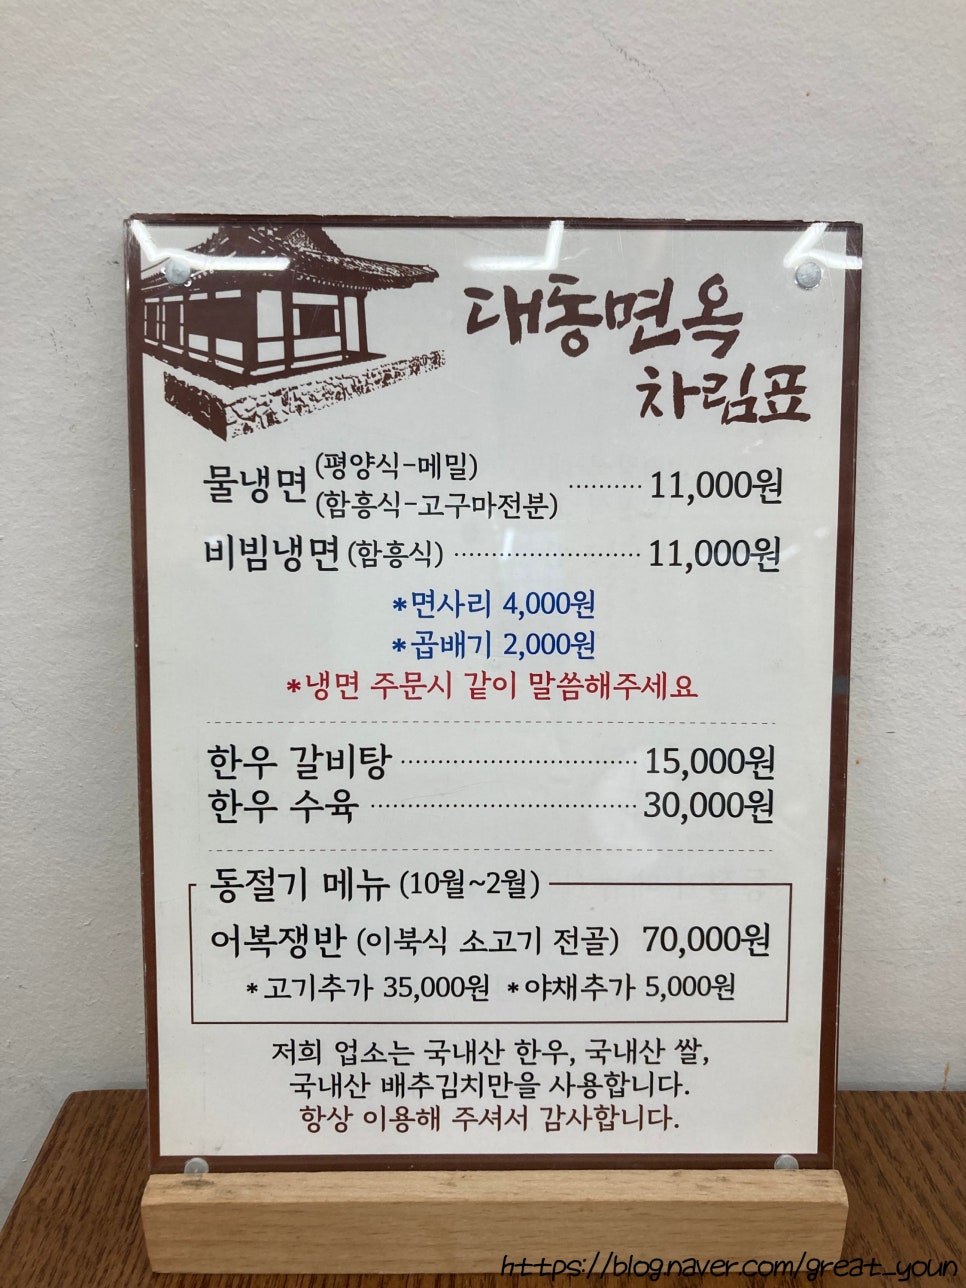 대동면옥
차림표
물냉면 (평양식-메밀)
(함흥식-고구마전분) ·········· 11,000원
비빔냉면 (함흥식) ·························· 11,000원
*면사리 4,000원
*곱배기 2,000원
*냉면 주문시 같이 말씀해주세요
한우 갈비탕 ································ 15,000원
한우 수육 ···································· 30,000원
동절기 메뉴 (10월~2월)
어복쟁반 (이북식 소고기 전골) 70,000원
*고기추가 35,000원 *야채추가 5,000원
저희 업소는 국내산 한우, 국내산 쌀,
국내산 배추김치만을 사용합니다.
항상 이용해 주셔서 감사합니다.
https://blog.naver.com/great_youn